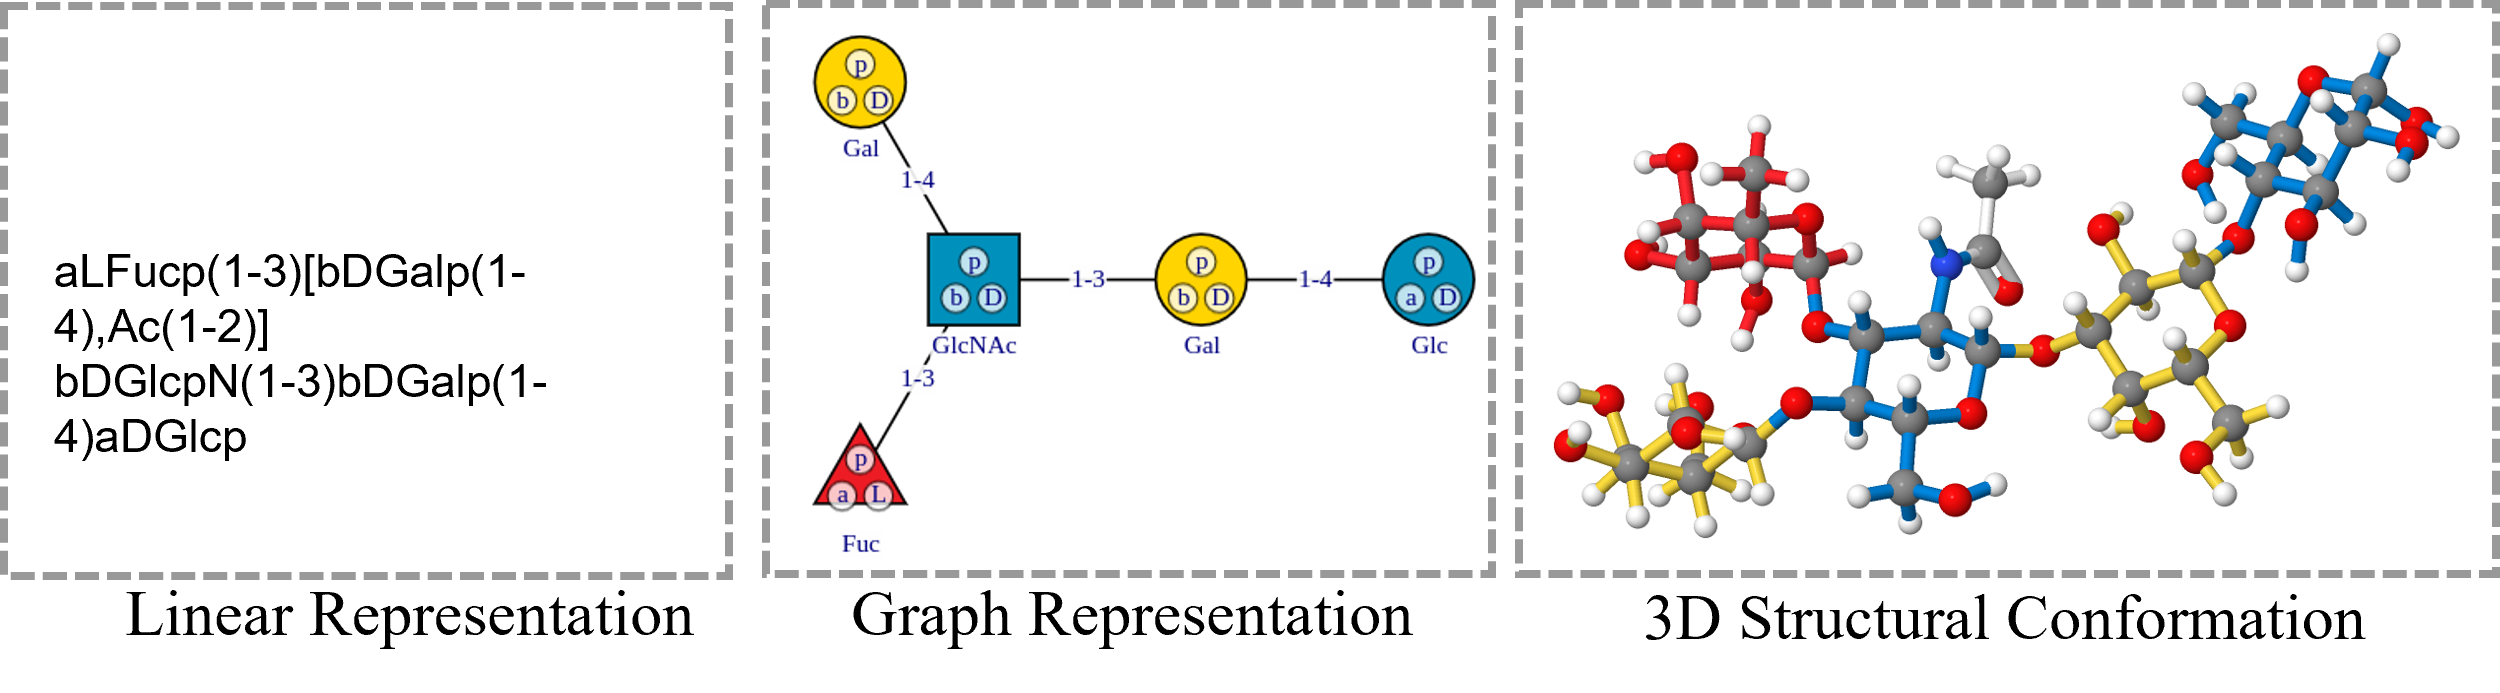 aLFucp(1-3)[bDGalp(1-
4),Ac(1-2)]
bDGlcpN(1-3)bDGalp(1-
4)aDGlcp
Linear Representation
p
b D
Gal
1-4
p
b D
GlcNAc
1-3
p
b D
Gal
1-4
p
a D
Glc
1-3
p
a L
Fuc
Graph Representation
3D Structural Conformation